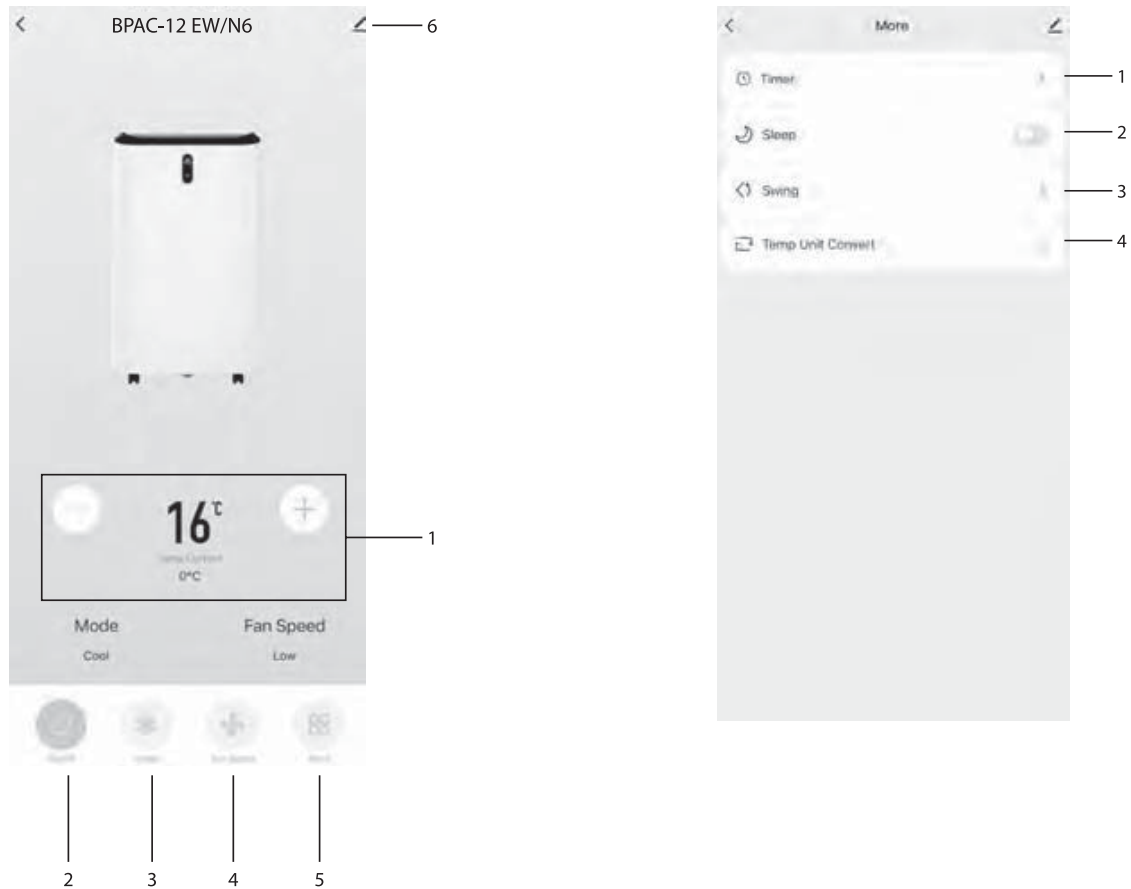 BPAC-12 EW/N6
6
16°C
0°C
1
Mode
Fan Speed
Cool
Low
2
3
4
5
More
Timer
1
Sleep
2
Swing
3
Temp Unit Convert
4